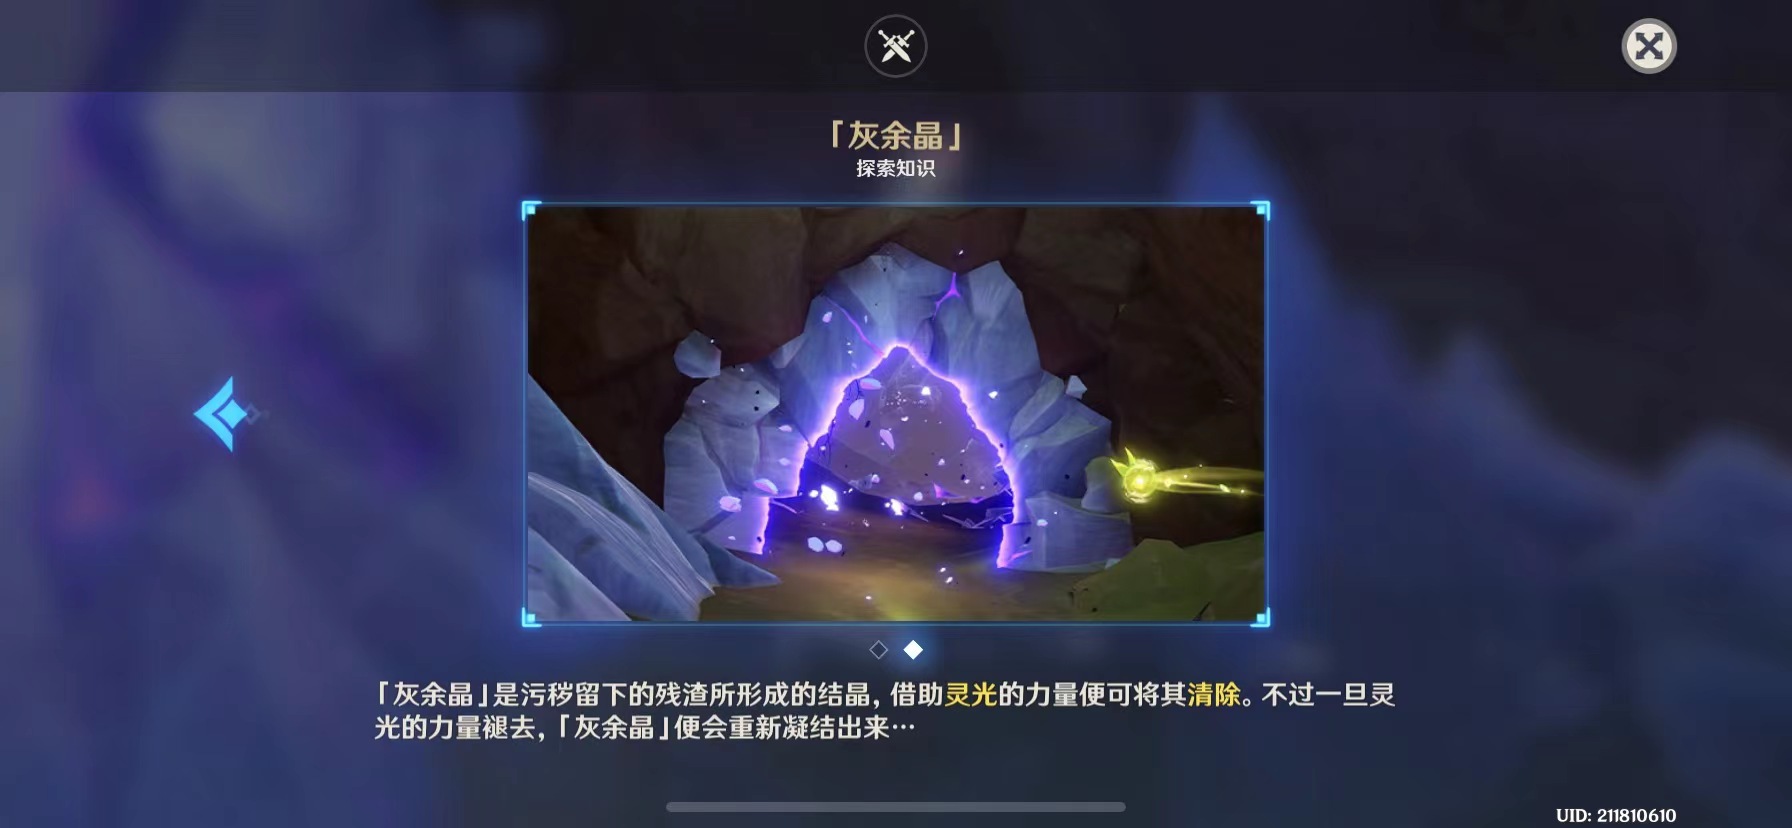 「灰余晶」
探索知识
「灰余晶」是污秽留下的残渣所形成的结晶，借助灵光的力量便可将其清除。不过一旦灵
光的力量褪去，「灰余晶」便会重新凝结出来…
UID: 211810610